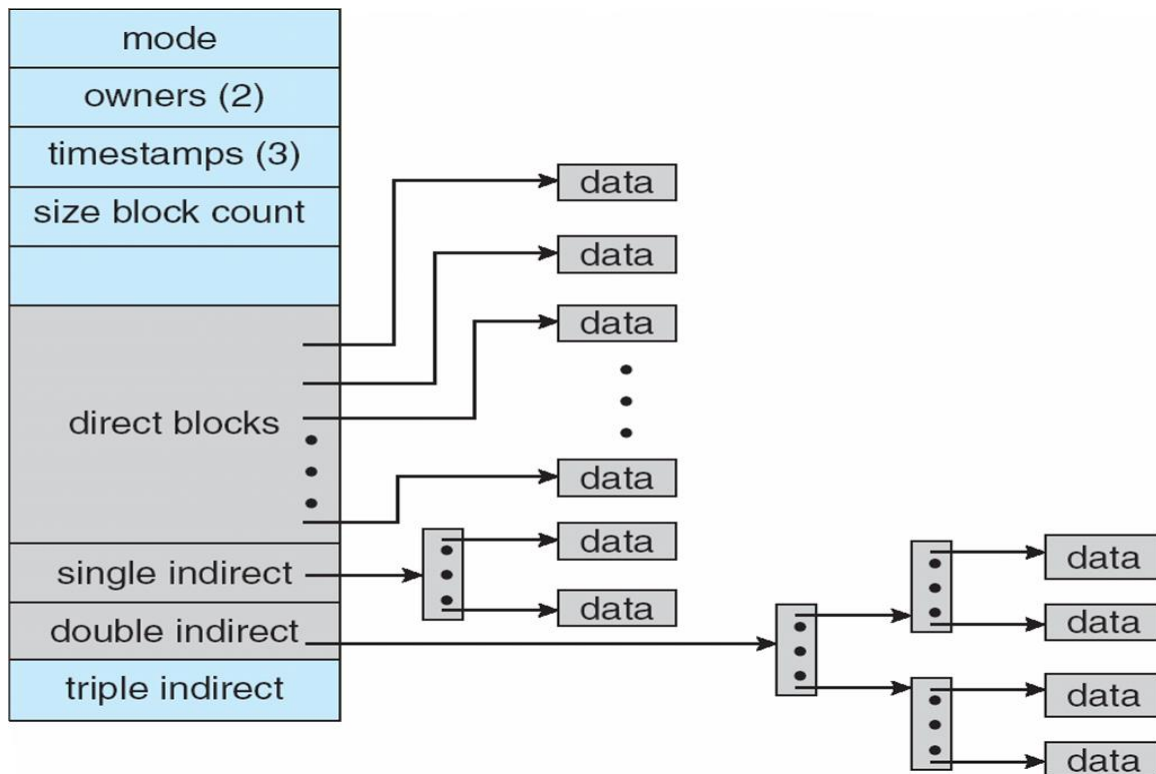 mode
owners (2)
timestamps (3)
size block count
direct blocks
single indirect
double indirect
triple indirect
data
data
data
data
data
data
data
data
data
data